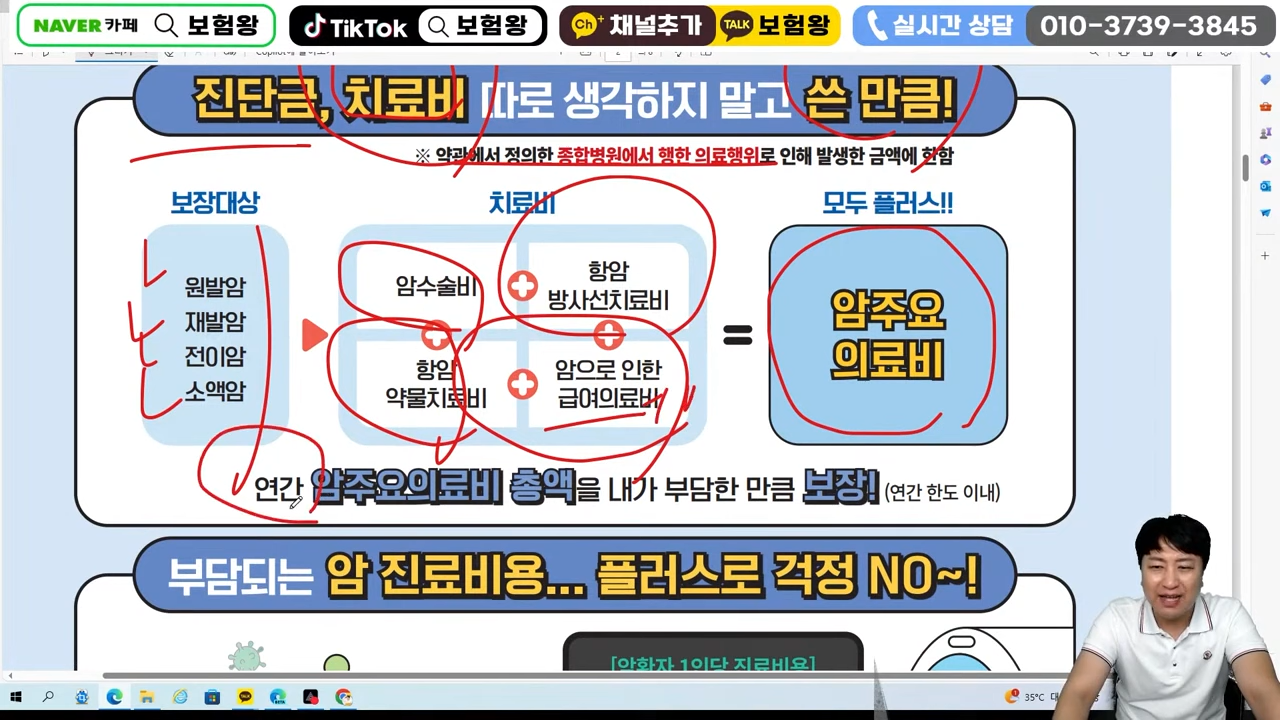 NAVER 카페 보험왕
TikTok 보험왕
Ch+ 채널추가 TALK 보험왕
실시간 상담 010-3739-3845
진단금, 치료비 따로 생각하지 말고 쓴 만큼!
※ 약관에서 정의한 종합병원에서 행한 의료행위로 인해 발생한 금액에 한함
보장대상
치료비
모두 플러스!!
원발암
재발암
전이암
소액암
암수술비
항암
방사선치료비
항암
약물치료비
암으로 인한
급여의료비
=
암주요
의료비
연간 암주요의료비 총액을 내가 부담한 만큼 보장! (연간 한도 이내)
부담되는 암 진료비용... 플러스로 걱정 NO~!
[암환자 1인당 진료비용]
35°C